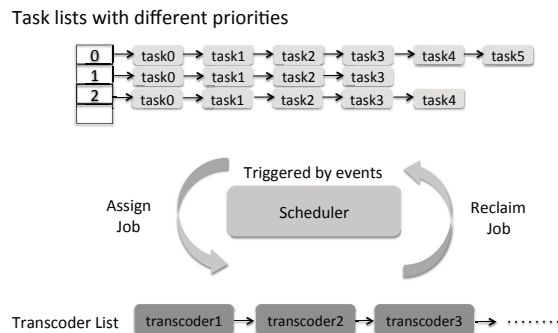 Task lists with different priorities
0 task0 task1 task2 task3 task4 task5
1 task0 task1 task2 task3
2 task0 task1 task2 task3 task4
Triggered by events
Assign
Job
Scheduler
Reclaim
Job
Transcoder List transcoder1 transcoder2 transcoder3 ......